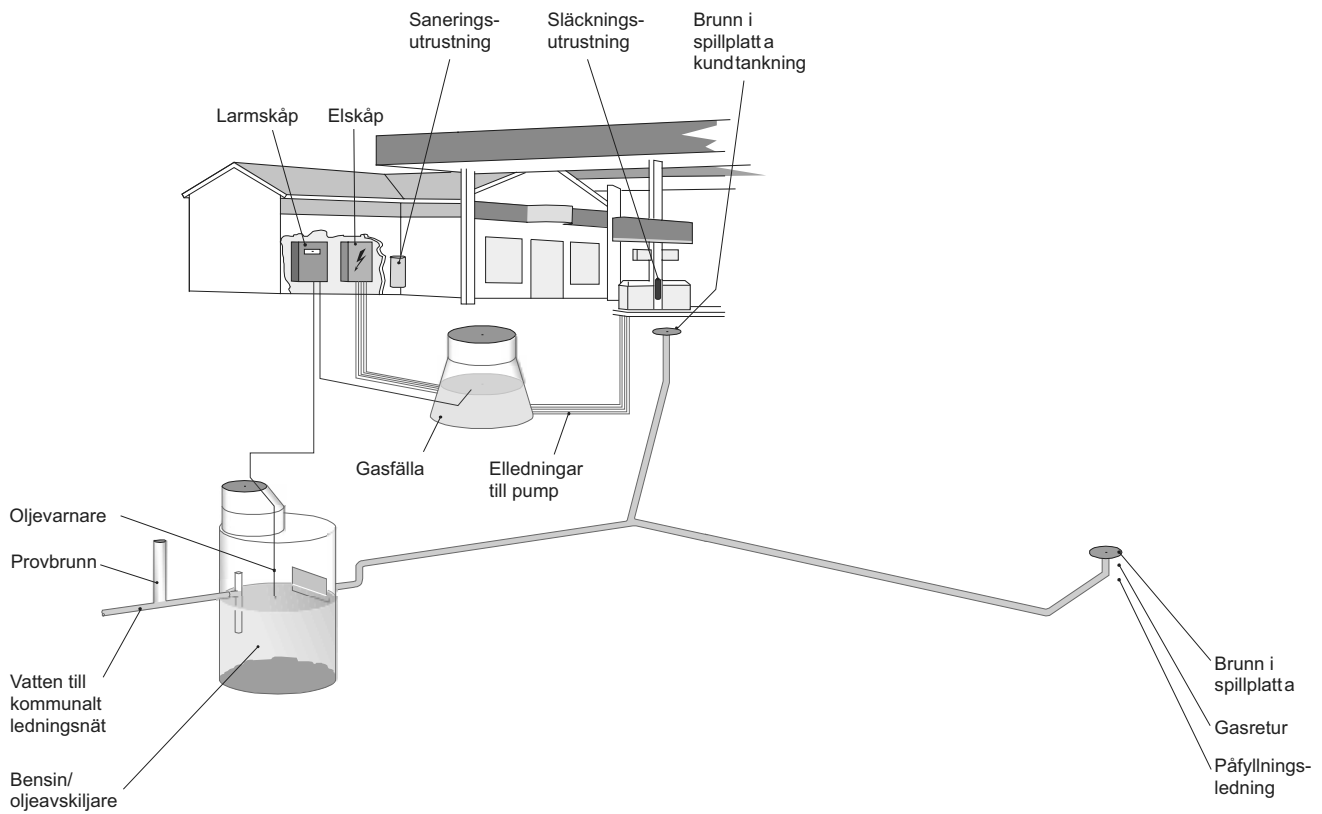 Sanerings-
utrustning
Släcknings-
utrustning
Brunn i
spillplatta
kundtankning
Larmskåp
Elskåp
Gasfälla
Elledningar
till pump
Oljevarnare
Provbrunn
Vatten till
kommunalt
ledningsnät
Bensin/
oljeavskiljare
Brunn i
spillplatta
Gasretur
Påfyllnings-
ledning